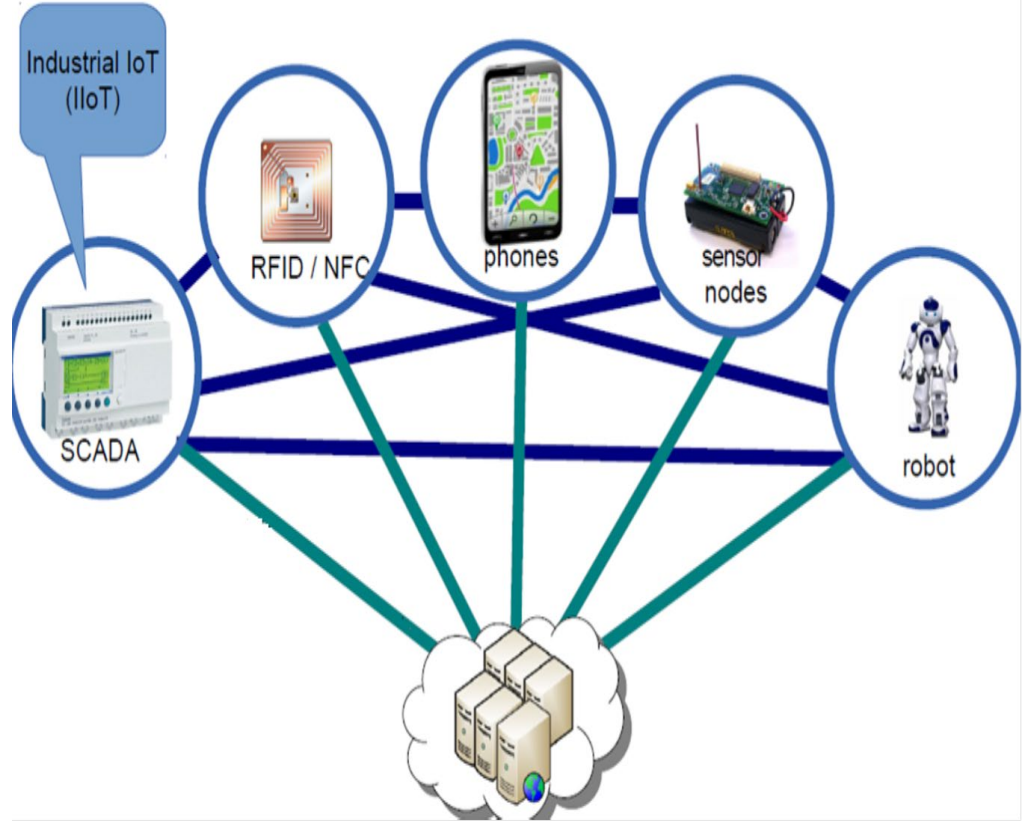 Industrial IoT
(IIoT)
RFID / NFC
phones
sensor
nodes
SCADA
robot